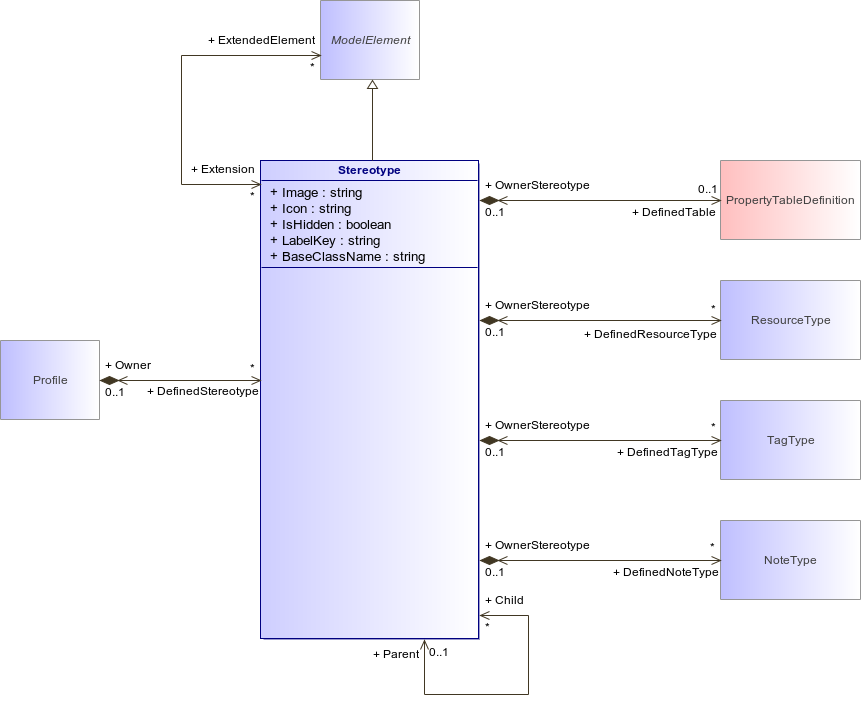 + ExtendedElement
*
ModelElement
+ Extension
*
Stereotype
+ Image : string
+ Icon : string
+ IsHidden : boolean
+ LabelKey : string
+ BaseClassName : string
+ OwnerStereotype
0..1
0..1
+ DefinedTable
PropertyTableDefinition
+ OwnerStereotype
0..1
*
+ DefinedResourceType
ResourceType
Profile
+ Owner
0..1
*
+ DefinedStereotype
+ OwnerStereotype
0..1
*
+ DefinedTagType
TagType
+ OwnerStereotype
0..1
*
+ DefinedNoteType
NoteType
+ Child
*
+ Parent
0..1